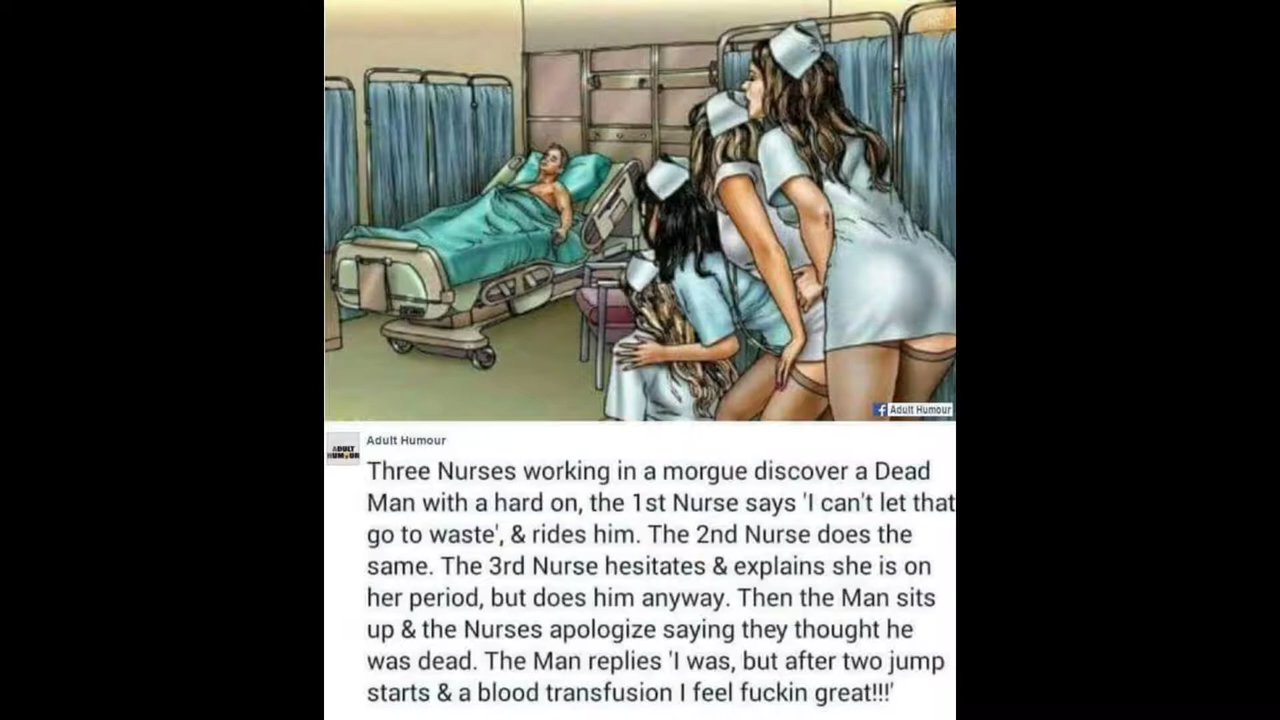 Adult Humour
ADULT
HUMOUR
Adult Humour
Three Nurses working in a morgue discover a Dead
Man with a hard on, the 1st Nurse says 'I can't let that
go to waste', & rides him. The 2nd Nurse does the
same. The 3rd Nurse hesitates & explains she is on
her period, but does him anyway. Then the Man sits
up & the Nurses apologize saying they thought he
was dead. The Man replies 'I was, but after two jump
starts & a blood transfusion I feel fuckin great!!!'